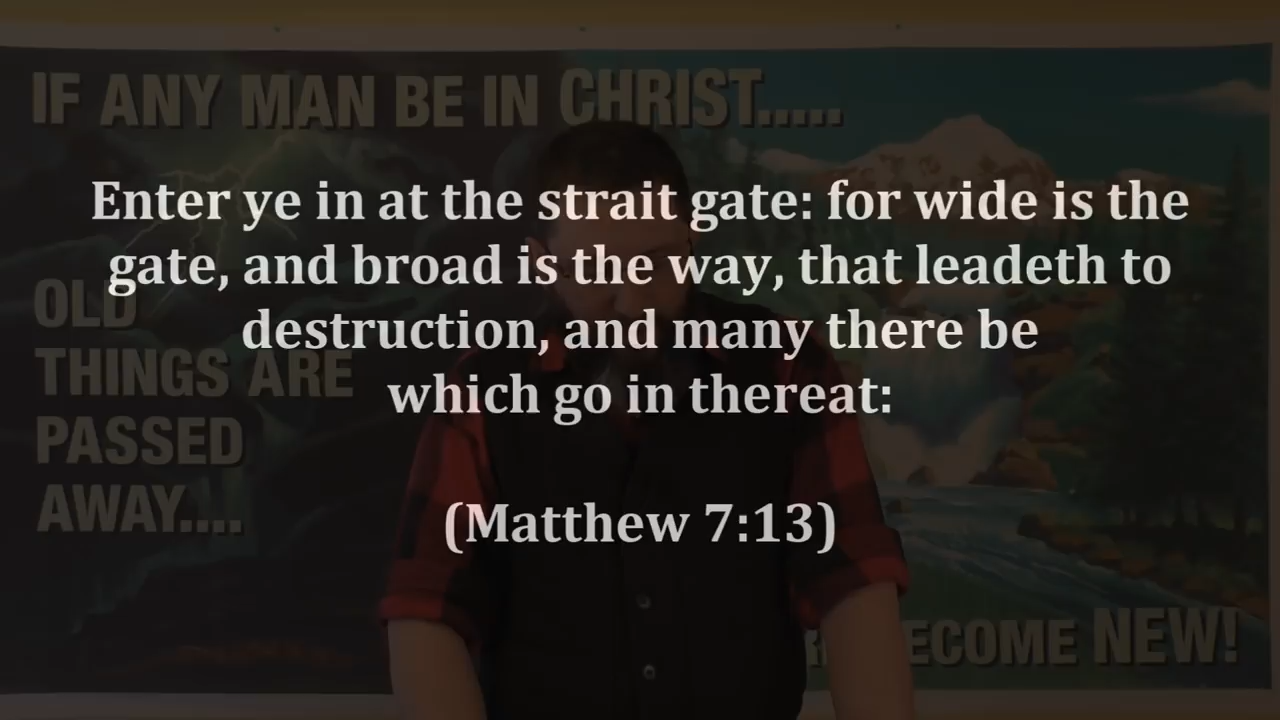 IF ANY MAN BE IN CHRIST.....
Enter ye in at the strait gate: for wide is the
gate, and broad is the way, that leadeth to
destruction, and many there be
which go in thereat:
(Matthew 7:13)
OLD
THINGS ARE
PASSED
AWAY....
NEW!